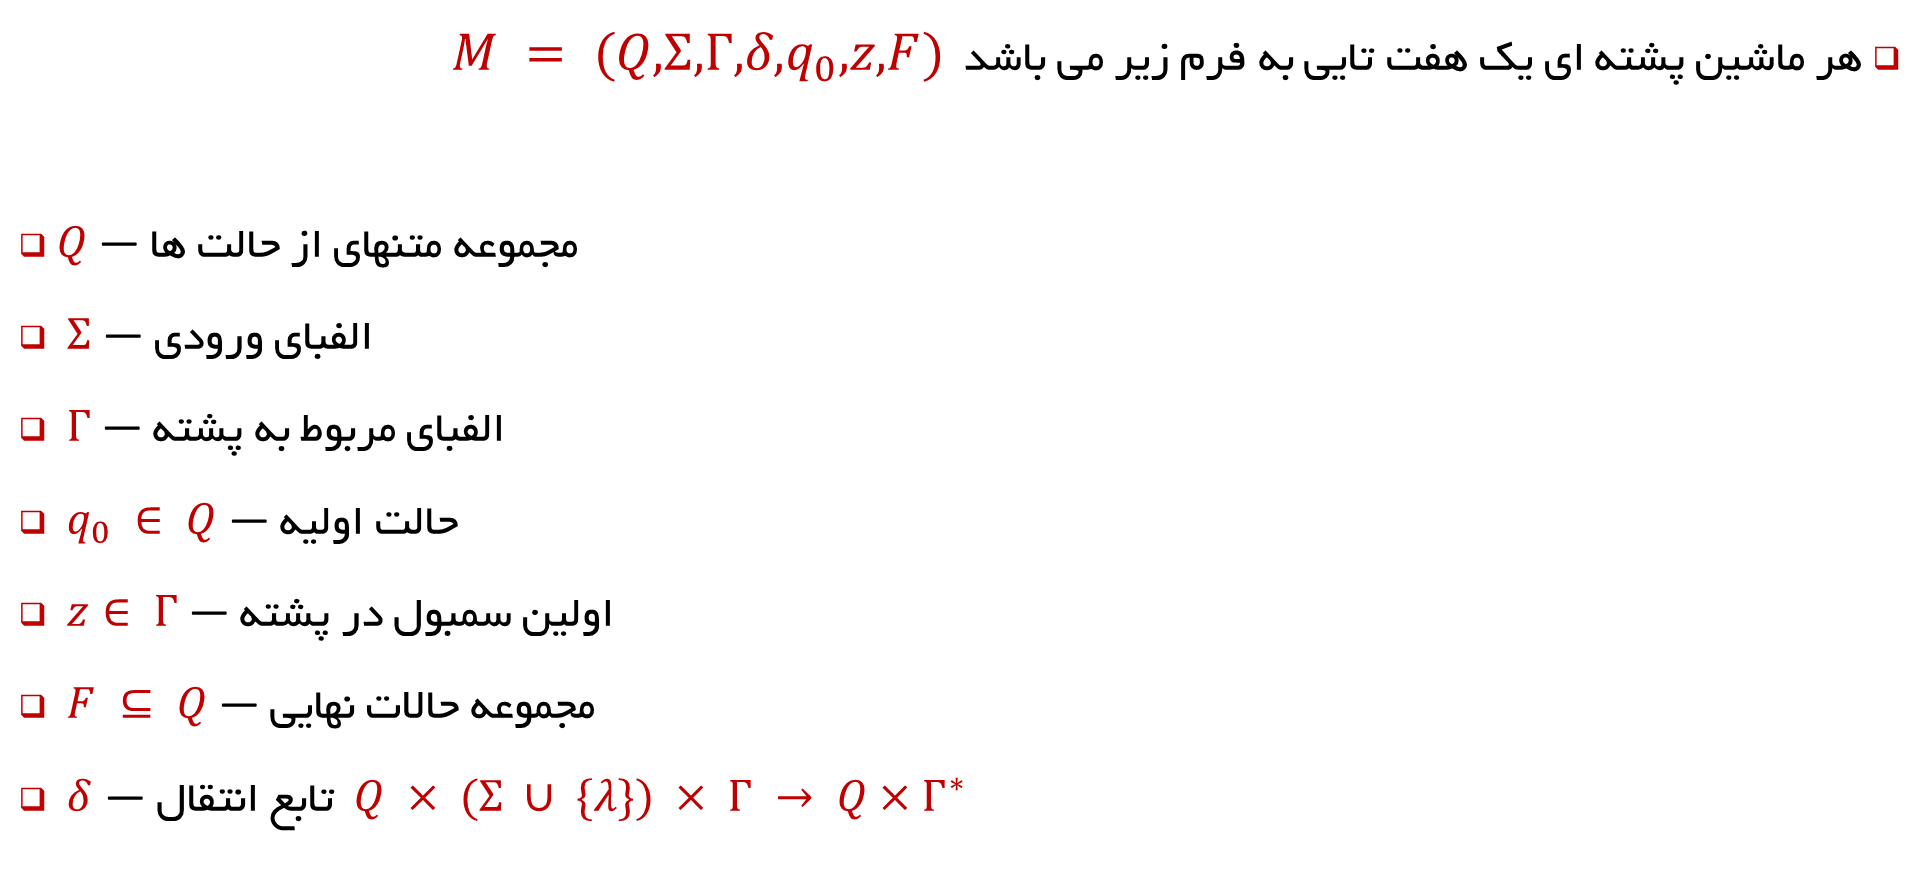 ❑ هر ماشین پشته ای یک هفت تایی به فرم زیر می باشد M = (Q,Σ,Γ,δ,q₀,z,F)
❑ Q — مجموعه متنهای از حالت ها
❑ Σ — الفبای ورودی
❑ Γ — الفبای مربوط به پشته
❑ q₀ ∈ Q — حالت اولیه
❑ z ∈ Γ — اولین سمبول در پشته
❑ F ⊆ Q — مجموعه حالات نهایی
❑ δ — تابع انتقال Q × (Σ ∪ {λ}) × Γ → Q × Γ*